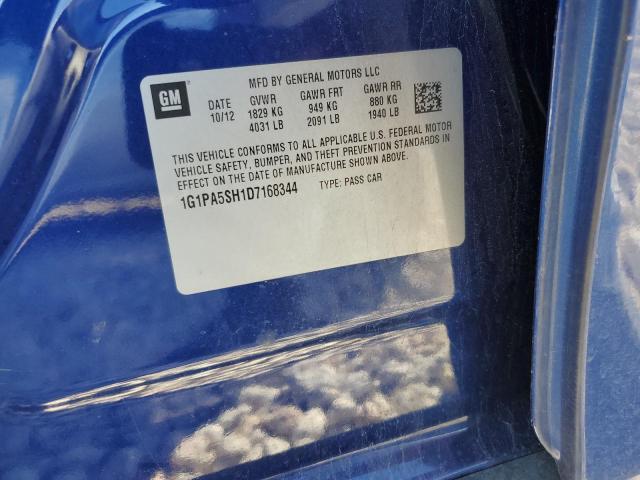 MFD BY GENERAL MOTORS LLC
GM
DATE GVWR GAWR FRT GAWR RR
10/12 1829 KG 949 KG 880 KG
4031 LB 2091 LB 1940 LB
THIS VEHICLE CONFORMS TO ALL APPLICABLE U.S. FEDERAL MOTOR
VEHICLE SAFETY, BUMPER, AND THEFT PREVENTION STANDARDS IN
EFFECT ON THE DATE OF MANUFACTURE SHOWN ABOVE.
1G1PA5SH1D7168344 TYPE: PASS CAR